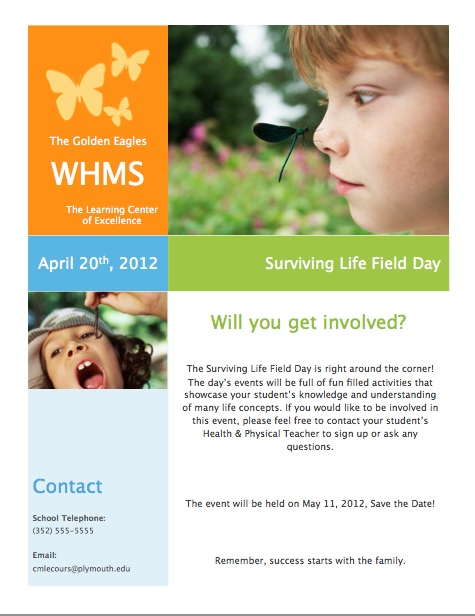 The Golden Eagles
WHMS
The Learning Center
of Excellence
April 20th, 2012
Surviving Life Field Day
Will you get involved?
The Surviving Life Field Day is right around the corner!
The day’s events will be full of fun filled activities that
showcase your student’s knowledge and understanding
of many life concepts. If you would like to be involved in
this event, please feel free to contact your student’s
Health & Physical Teacher to sign up or ask any
questions.
The event will be held on May 11, 2012, Save the Date!
Remember, success starts with the family.
Contact
School Telephone:
(352) 555-5555
Email:
cmlecours@plymouth.edu